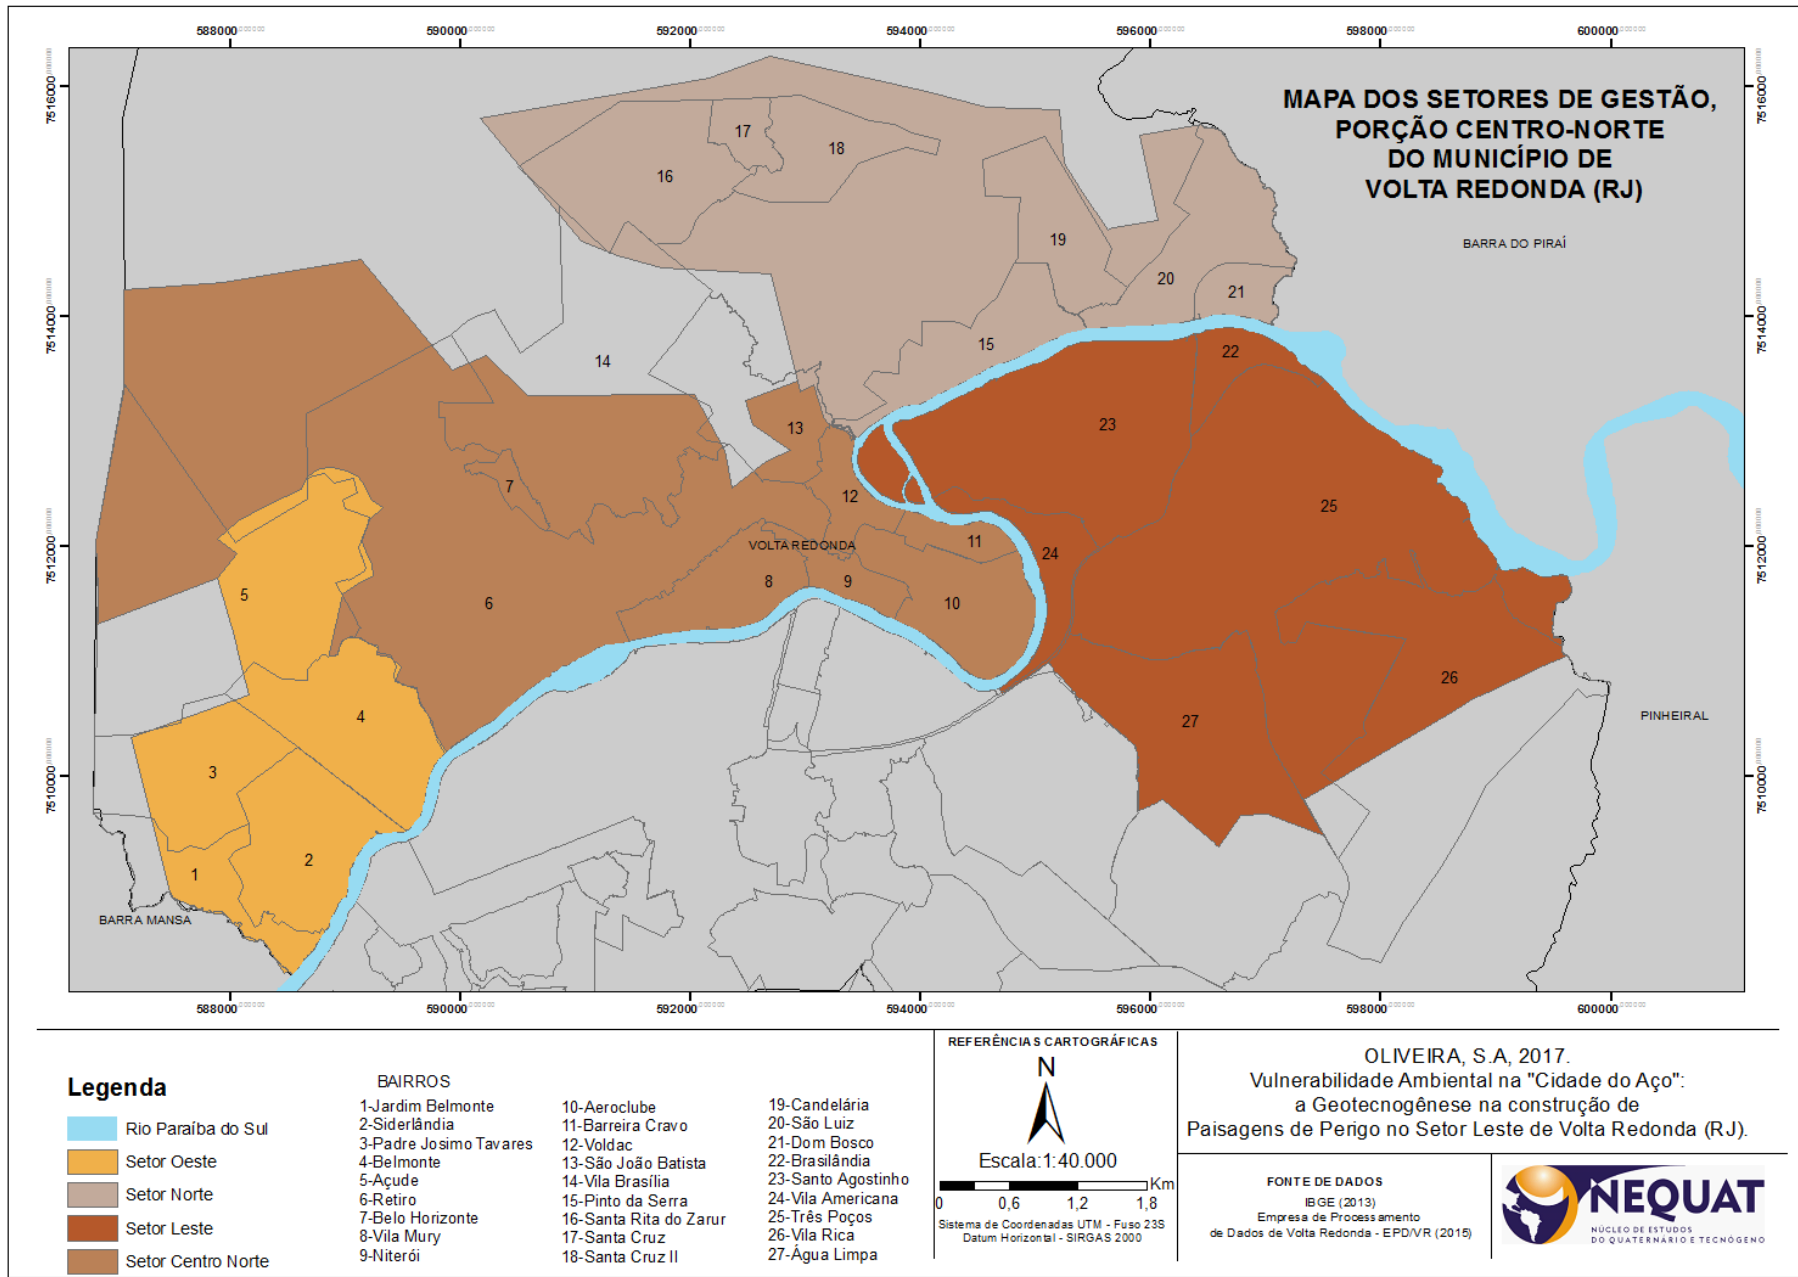 588000
590000
592000
594000
596000
598000
600000
7516000
7514000
7512000
7510000
7516000
7514000
7512000
7510000
MAPA DOS SETORES DE GESTÃO,
PORÇÃO CENTRO-NORTE
DO MUNICÍPIO DE
VOLTA REDONDA (RJ)
BARRA DO PIRAÍ
17
18
16
19
20
21
14
15
22
13
23
7
12
25
11
24
VOLTA REDONDA
8
9
5
6
10
26
4
27
PINHEIRAL
3
2
1
BARRA MANSA
588000
590000
592000
594000
596000
598000
600000
Legenda
Rio Paraíba do Sul
Setor Oeste
Setor Norte
Setor Leste
Setor Centro Norte
BAIRROS
1-Jardim Belmonte
2-Siderlândia
3-Padre Josimo Tavares
4-Belmonte
5-Açude
6-Retiro
7-Belo Horizonte
8-Vila Mury
9-Niterói
10-Aeroclube
11-Barreira Cravo
12-Voldac
13-São João Batista
14-Vila Brasília
15-Pinto da Serra
16-Santa Rita do Zarur
17-Santa Cruz
18-Santa Cruz II
19-Candelária
20-São Luiz
21-Dom Bosco
22-Brasilândia
23-Santo Agostinho
24-Vila Americana
25-Três Poços
26-Vila Rica
27-Água Limpa
REFERÊNCIAS CARTOGRÁFICAS
N
Escala:1:40.000
Km
0 0,6 1,2 1,8
Sistema de Coordenadas UTM - Fuso 23S
Datum Horizontal - SIRGAS 2000
OLIVEIRA, S.A, 2017.
Vulnerabilidade Ambiental na "Cidade do Aço":
a Geotecnogênese na construção de
Paisagens de Perigo no Setor Leste de Volta Redonda (RJ).
FONTE DE DADOS
IBGE (2013)
Empresa de Processamento
de Dados de Volta Redonda - EPD/VR (2015)
NEQUAT
NÚCLEO DE ESTUDOS
DO QUATERNÁRIO E TECNÓGENO